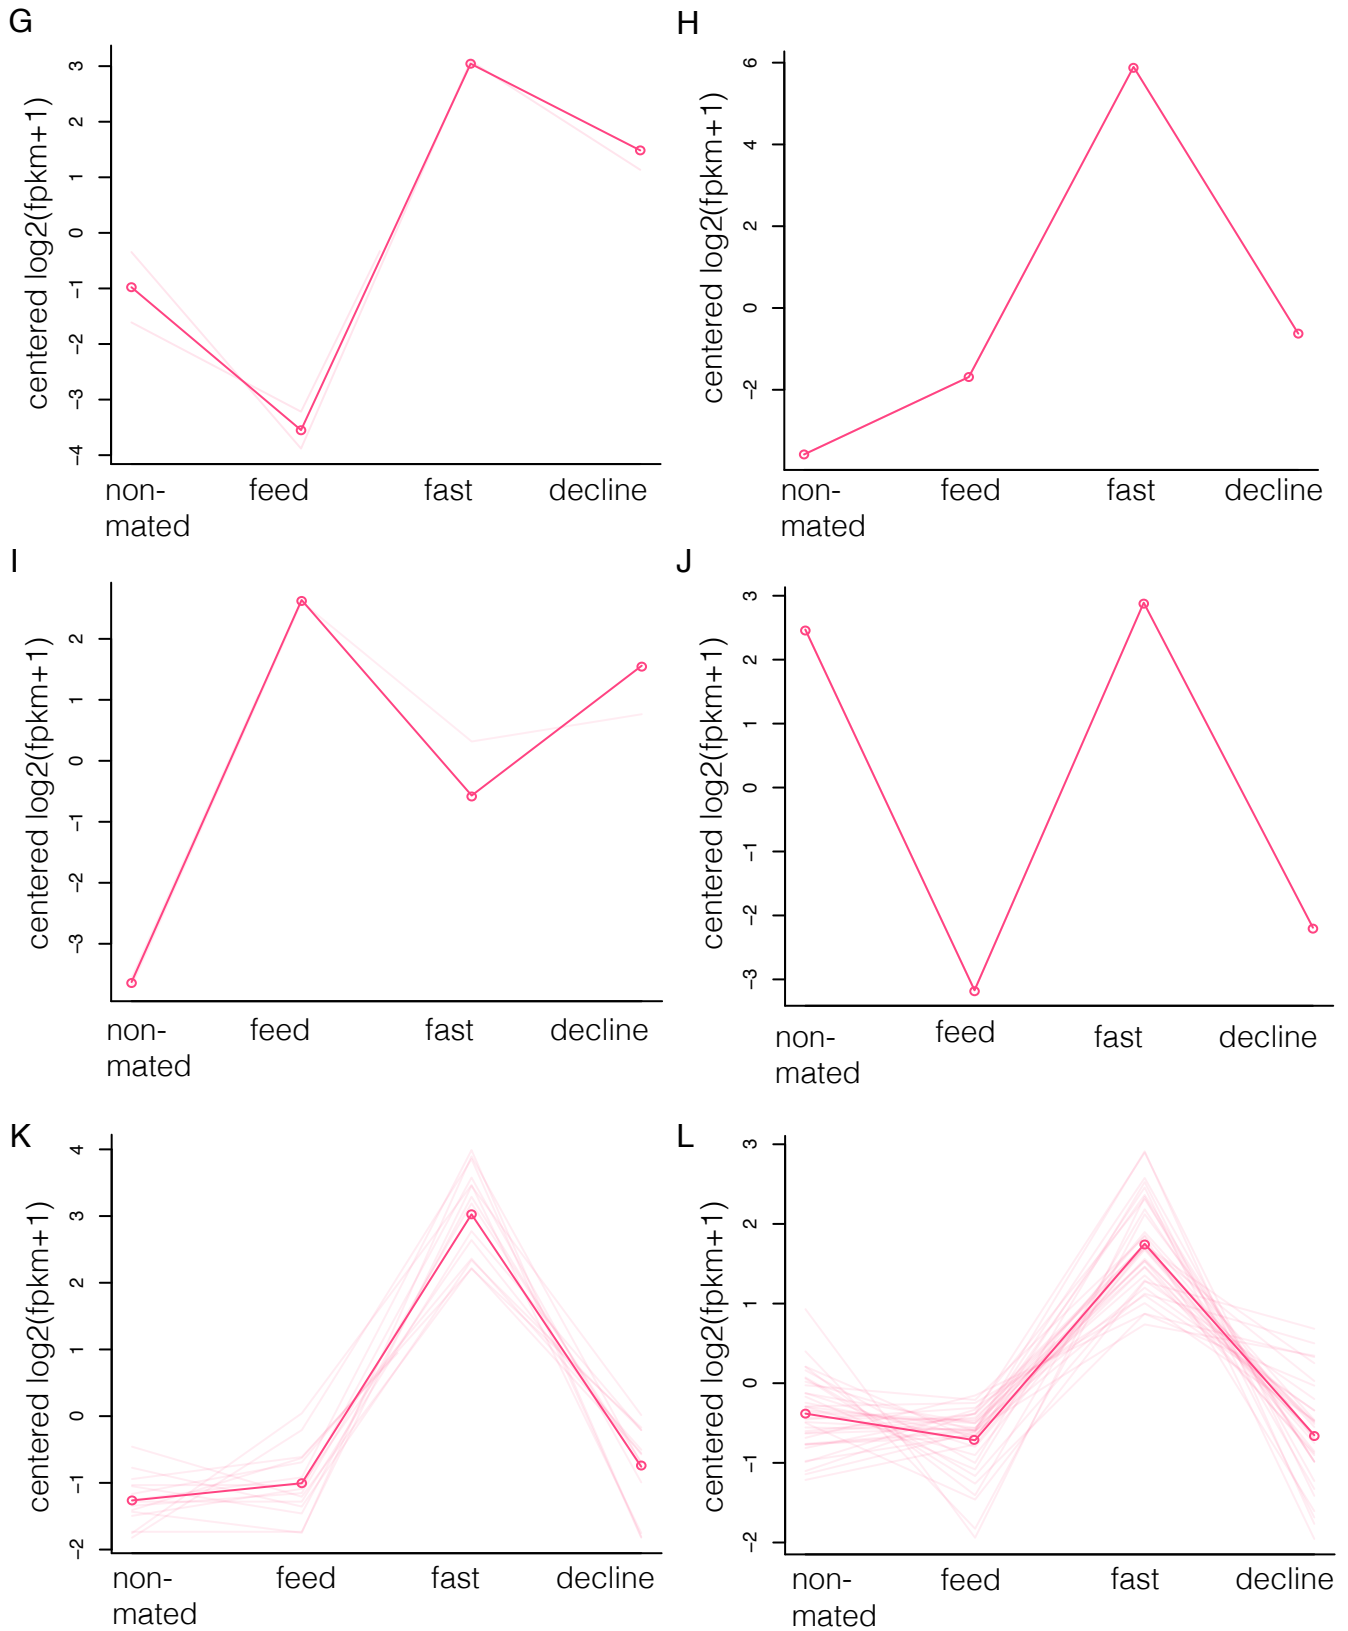 G
centered log2(fpkm+1)
3
2
1
0
−1
−2
−3
−4
non-
mated
feed
fast
decline
H
centered log2(fpkm+1)
6
4
2
0
−2
non-
mated
feed
fast
decline
I
centered log2(fpkm+1)
2
1
0
−1
−2
−3
non-
mated
feed
fast
decline
J
centered log2(fpkm+1)
3
2
1
0
−1
−2
−3
non-
mated
feed
fast
decline
K
centered log2(fpkm+1)
4
3
2
1
0
−1
−2
non-
mated
feed
fast
decline
L
centered log2(fpkm+1)
3
2
1
0
−1
−2
non-
mated
feed
fast
decline